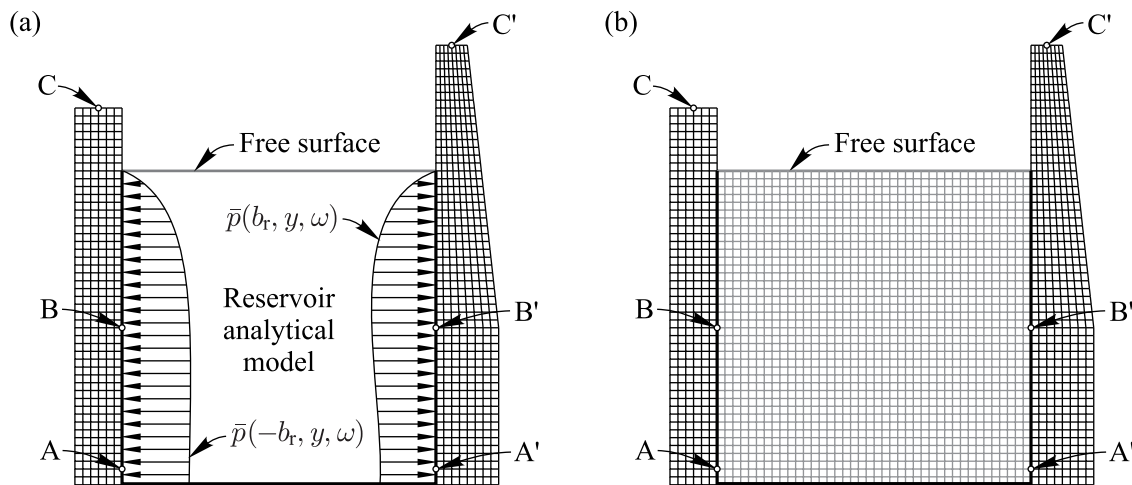 (a)
C'
C
Free surface
p̄(b_r, y, ω)
Reservoir
analytical
model
B
B'
p̄(−b_r, y, ω)
A
A'
(b)
C'
C
Free surface
B
B'
A
A'